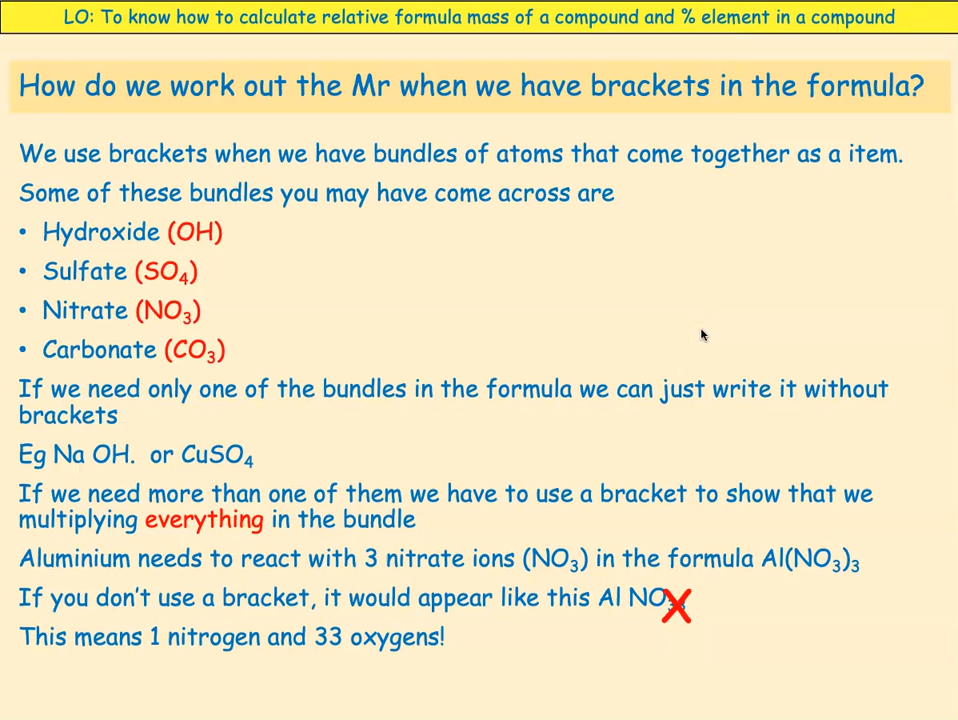 LO: To know how to calculate relative formula mass of a compound and % element in a compound
How do we work out the Mr when we have brackets in the formula?
We use brackets when we have bundles of atoms that come together as a item.
Some of these bundles you may have come across are
• Hydroxide (OH)
• Sulfate (SO₄)
• Nitrate (NO₃)
• Carbonate (CO₃)
If we need only one of the bundles in the formula we can just write it without
brackets
Eg Na OH. or CuSO₄
If we need more than one of them we have to use a bracket to show that we
multiplying everything in the bundle
Aluminium needs to react with 3 nitrate ions (NO₃) in the formula Al(NO₃)₃
If you don't use a bracket, it would appear like this Al NO₃₃
This means 1 nitrogen and 33 oxygens!